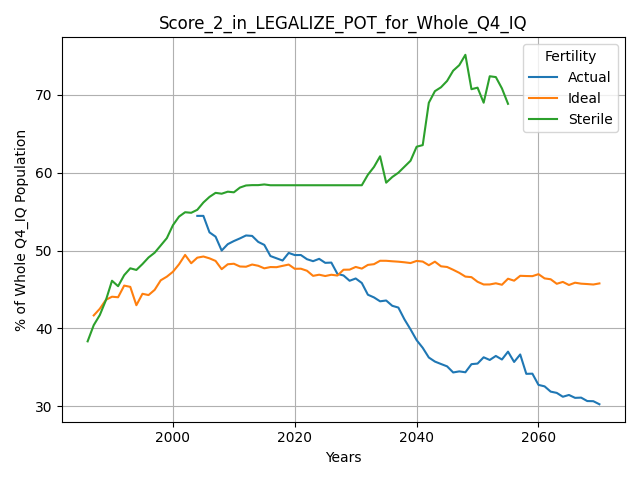 Score_2_in_LEGALIZE_POT_for_Whole_Q4_IQ
Fertility
Actual
Ideal
Sterile
% of Whole Q4_IQ Population
70
60
50
40
30
2000 2020 2040 2060
Years